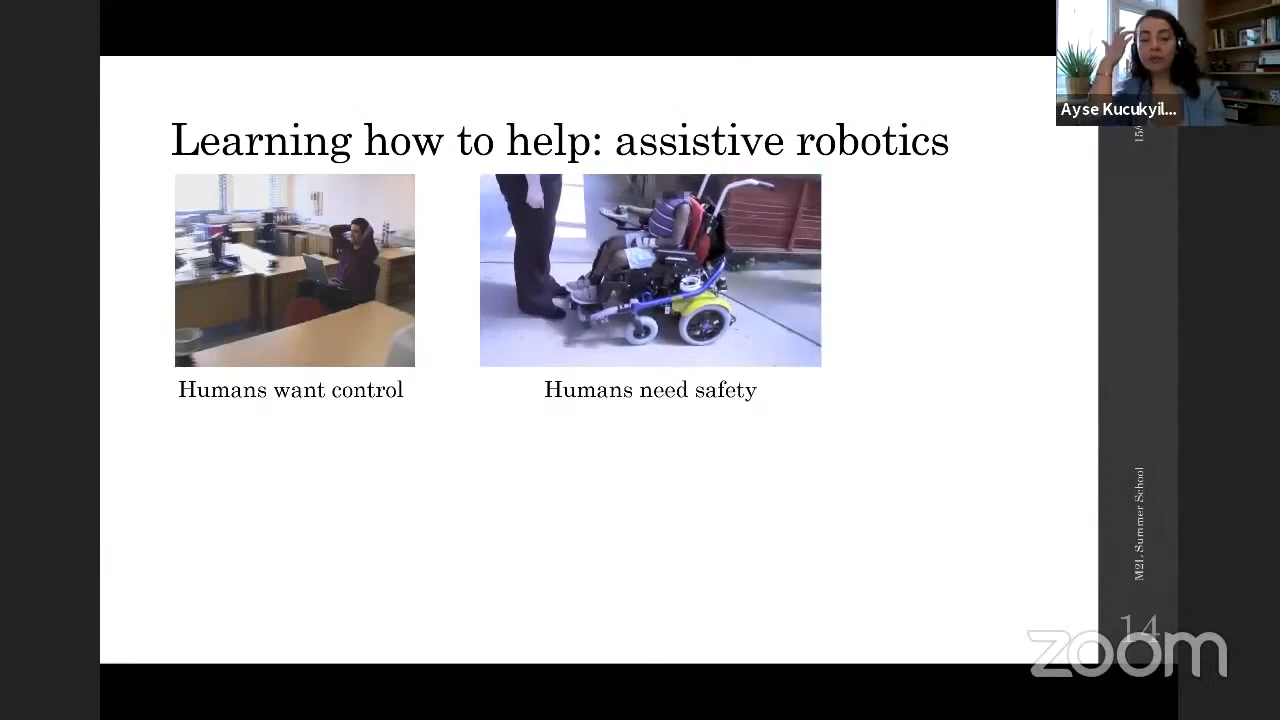 Learning how to help: assistive robotics
Ayse Kucukyil...
Humans want control
Humans need safety
M2L Summer School
14
zoom